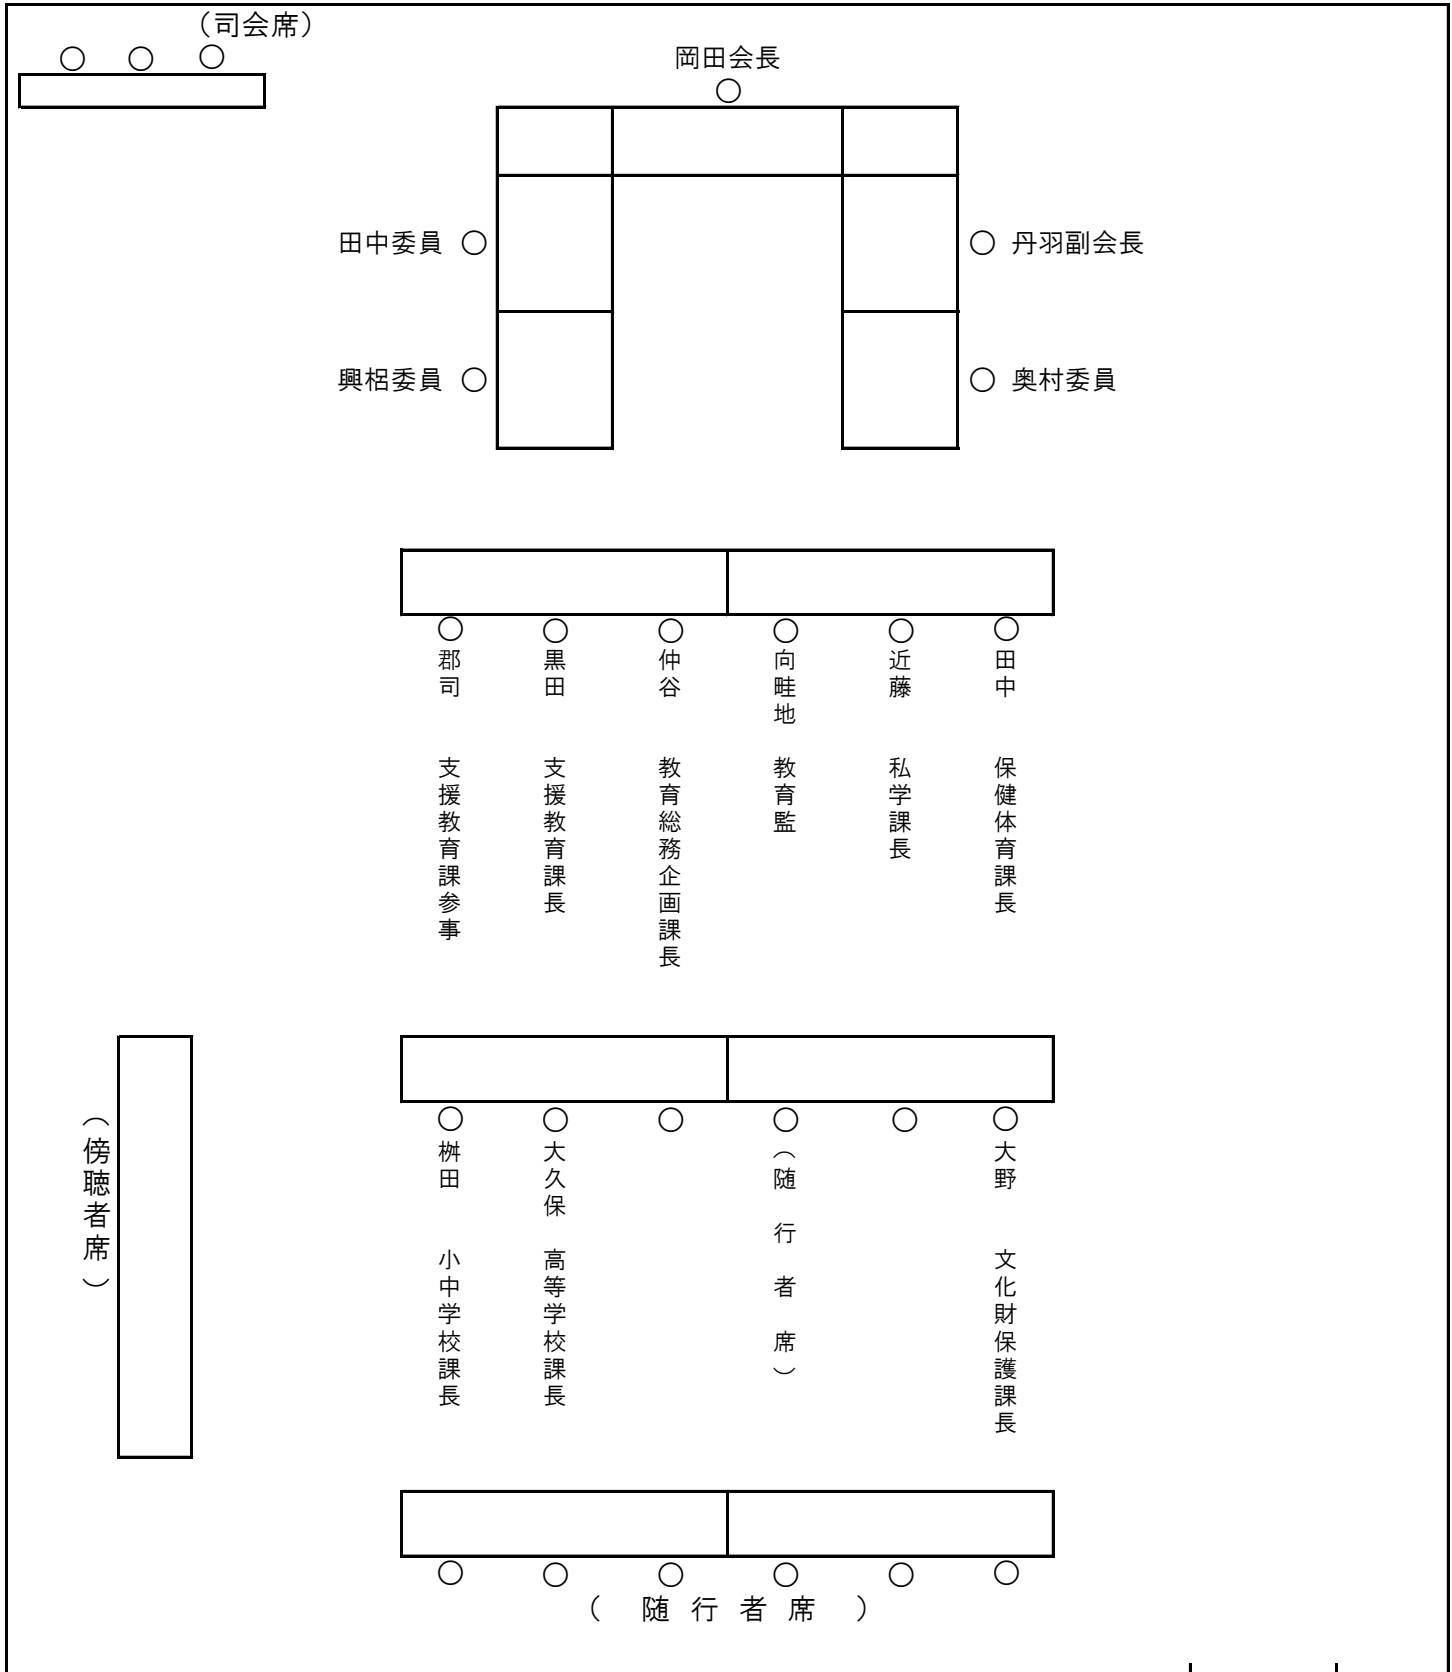 （司会席）
岡田会長
田中委員
丹羽副会長
興梠委員
奥村委員
郡司　支援教育課参事
黒田　支援教育課長
仲谷　教育総務企画課長
向畦地　教育監
近藤　私学課長
田中　保健体育課長
（傍聴者席）
桝田　小中学校課長
大久保　高等学校課長
（随行者席）
大野　文化財保護課長
（　随行者席　）